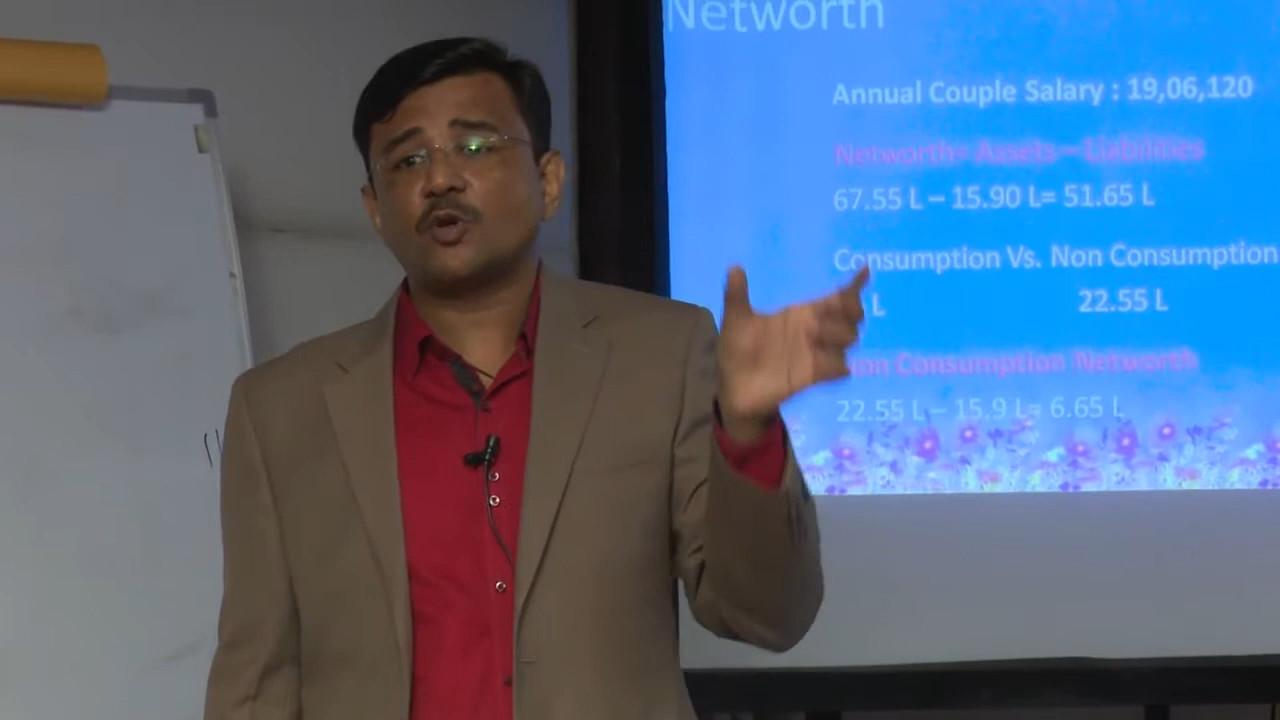 Networth
Annual Couple Salary : 19,06,120
Networth= Assets – Liabilities
67.55 L – 15.90 L= 51.65 L
Consumption Vs. Non Consumption
L 22.55 L
Consumption Networth
22.55 L – 15.9 L= 6.65 L